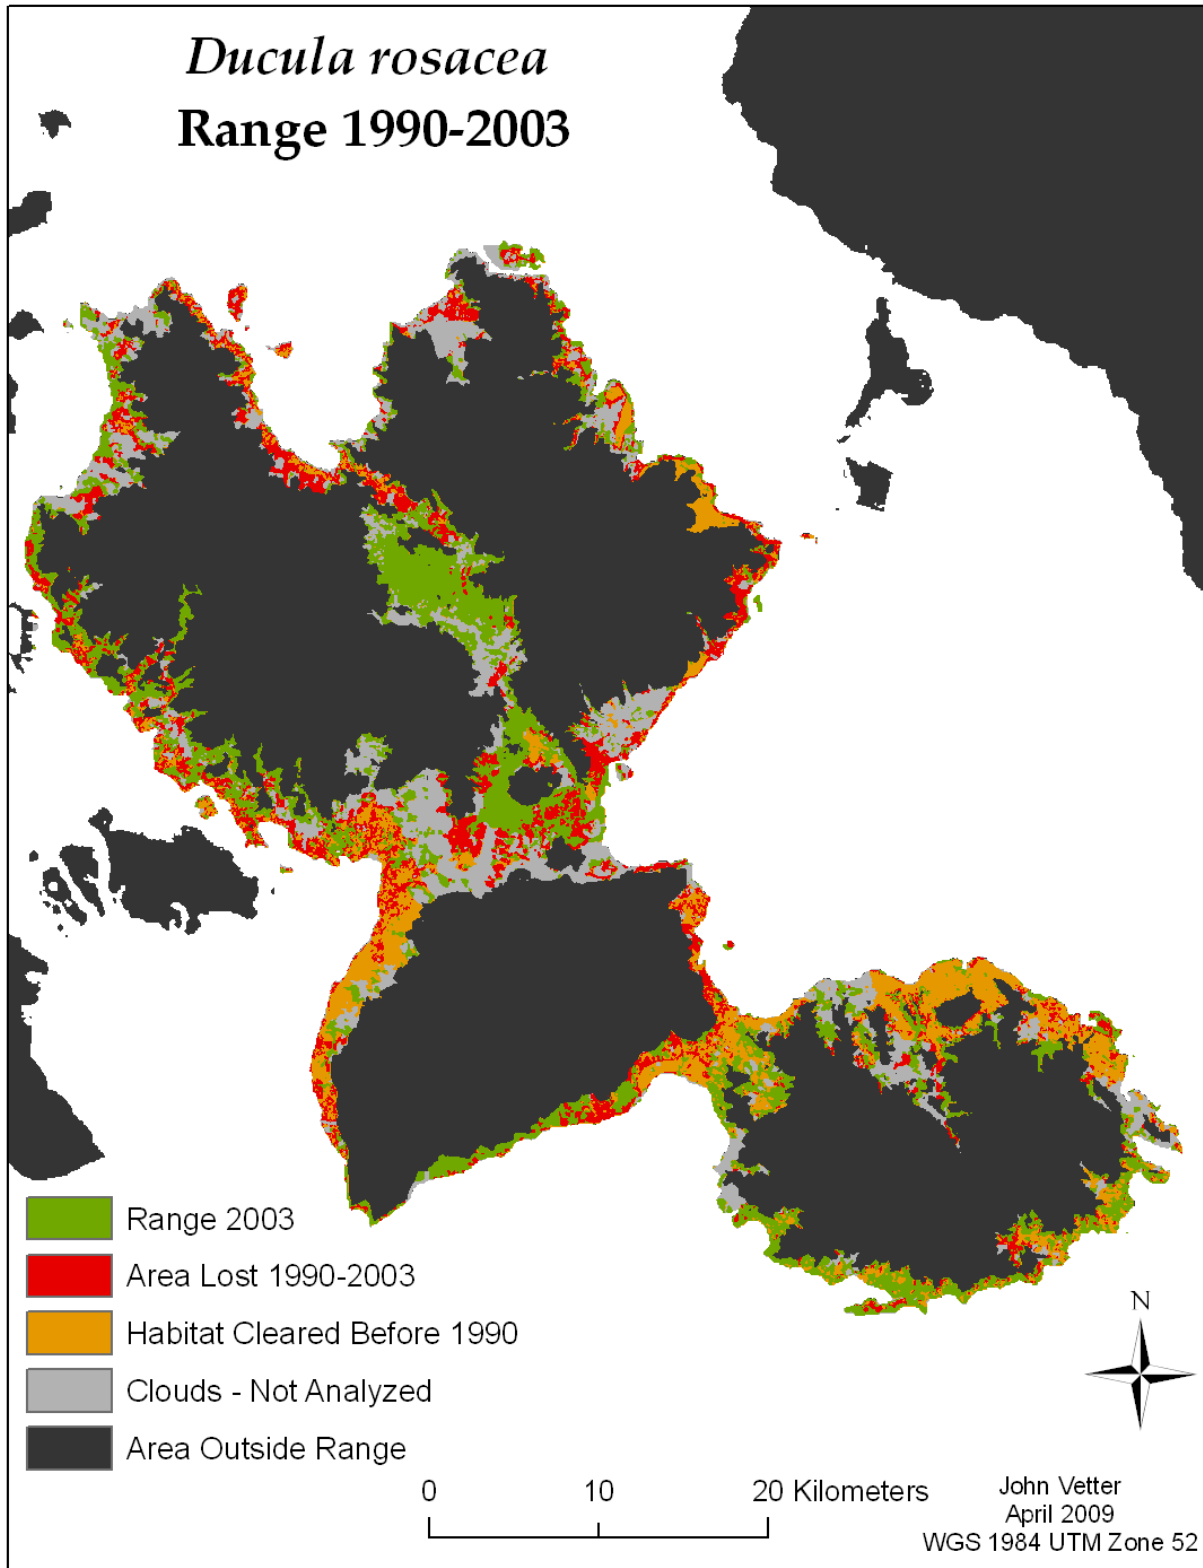 Ducula rosacea
Range 1990-2003
Range 2003
Area Lost 1990-2003
Habitat Cleared Before 1990
Clouds - Not Analyzed
Area Outside Range
N
0 10 20 Kilometers
John Vetter
April 2009
WGS 1984 UTM Zone 52